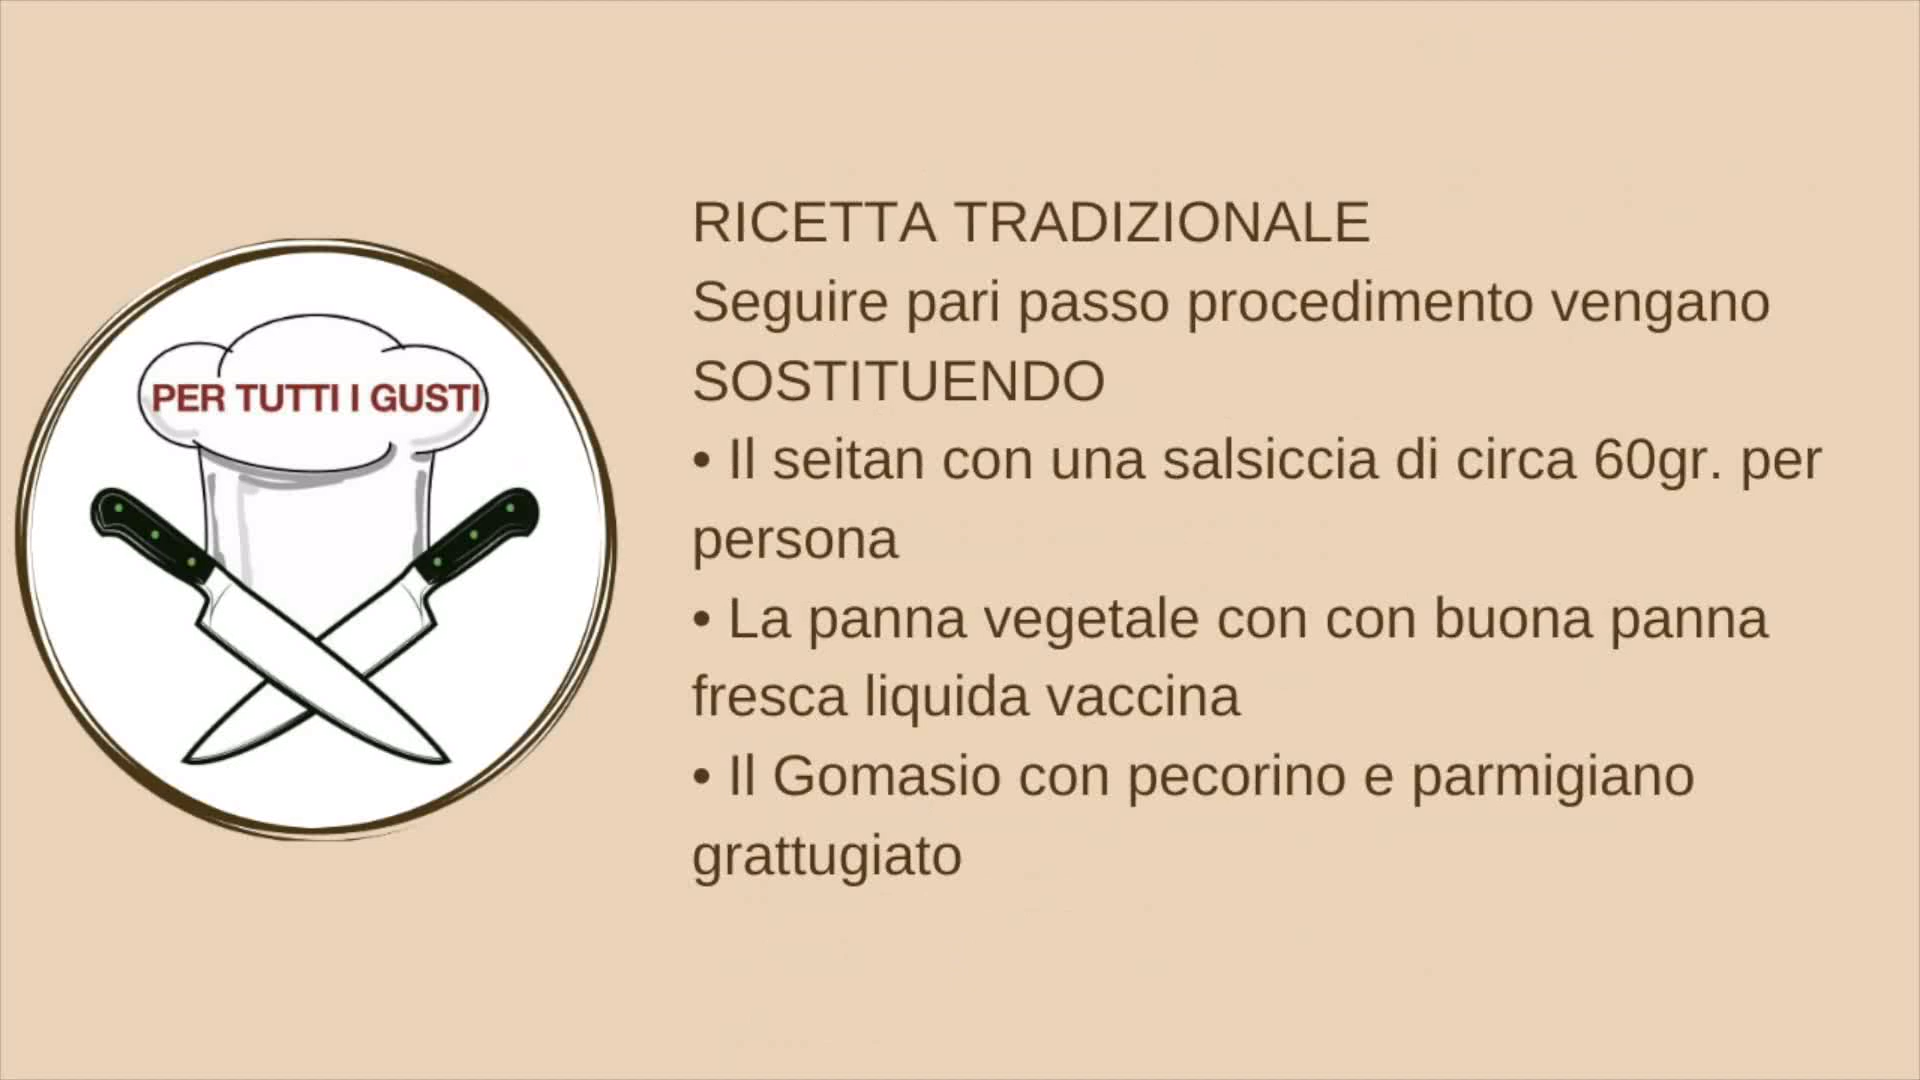 PER TUTTI I GUSTI
RICETTA TRADIZIONALE
Seguire pari passo procedimento vengano
SOSTITUENDO
• Il seitan con una salsiccia di circa 60gr. per
persona
• La panna vegetale con con buona panna
fresca liquida vaccina
• Il Gomasio con pecorino e parmigiano
grattugiato